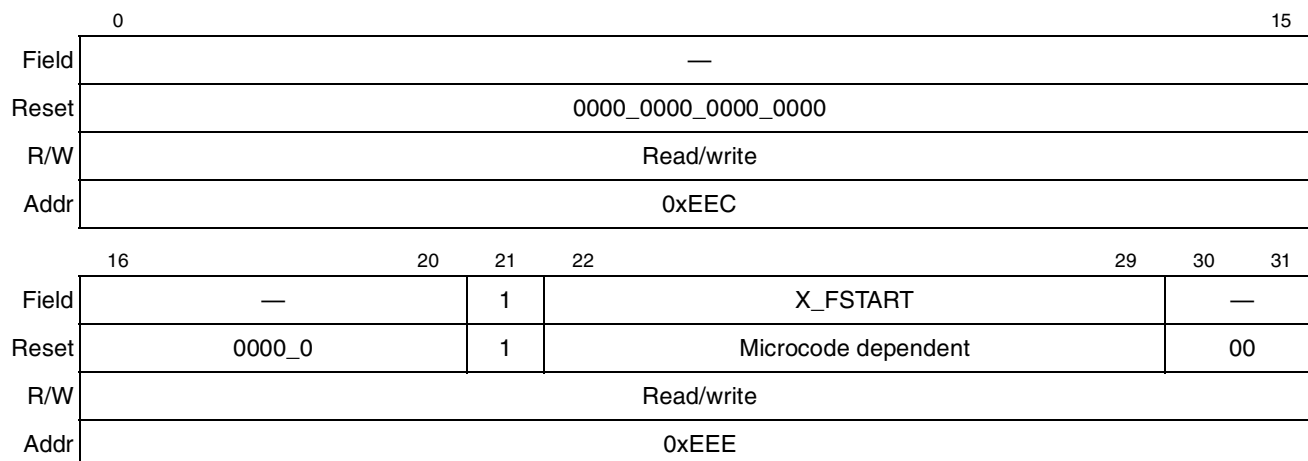 0 15
Field —
Reset 0000_0000_0000_0000
R/W Read/write
Addr 0xEEC
16 20 21 22 29 30 31
Field — 1 X_FSTART —
Reset 0000_0 1 Microcode dependent 00
R/W Read/write
Addr 0xEEE